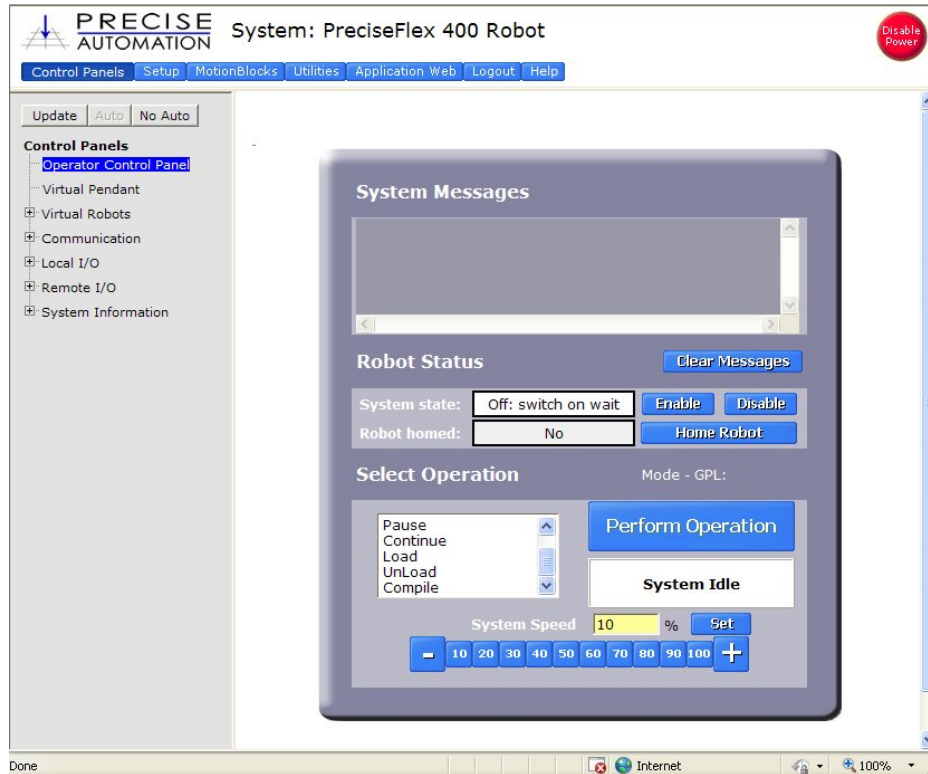 PRECISE
AUTOMATION
System: PreciseFlex 400 Robot
Disable
Power
Control Panels Setup MotionBlocks Utilities Application Web Logout Help
Update Auto No Auto
Control Panels
Operator Control Panel
Virtual Pendant
Virtual Robots
Communication
Local I/O
Remote I/O
System Information
-
System Messages
Robot Status
Clear Messages
System state: Off: switch on wait Enable Disable
Robot homed: No Home Robot
Select Operation Mode - GPL:
Pause
Continue
Load
UnLoad
Compile
Perform Operation
System Idle
System Speed 10 % Set
- 10 20 30 40 50 60 70 80 90 100 +
Done Internet 100%